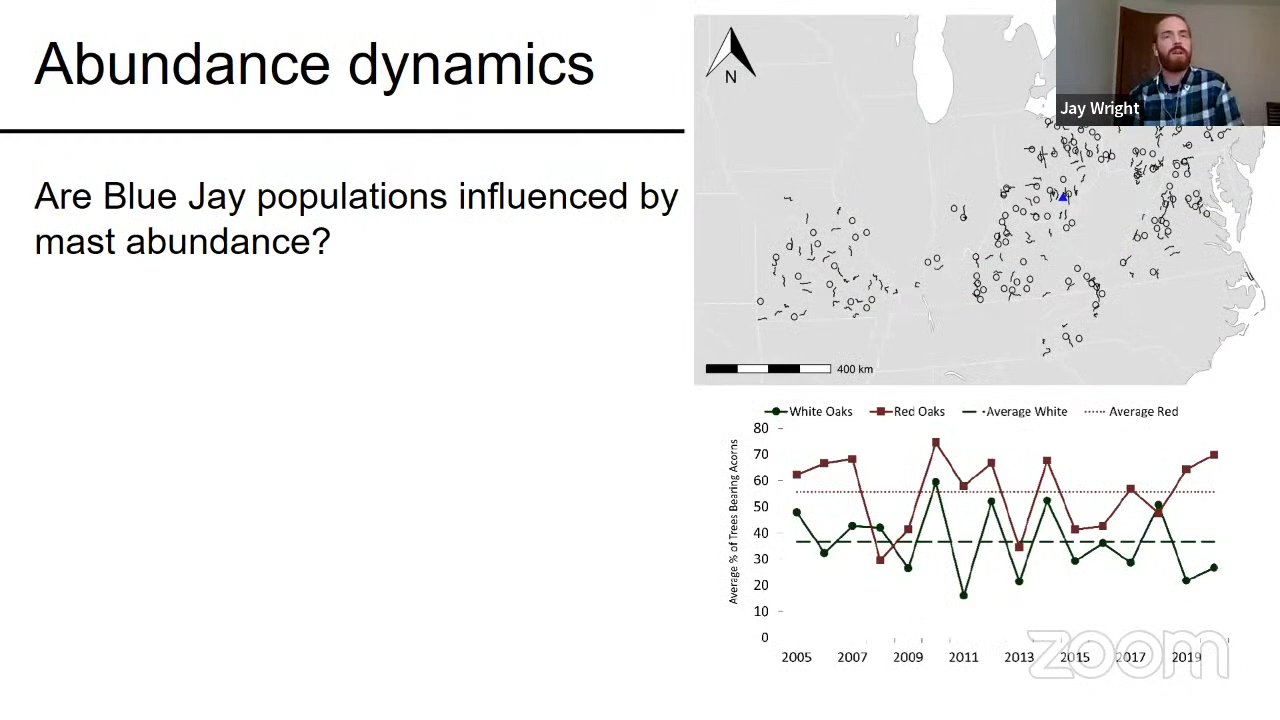 Abundance dynamics
Are Blue Jay populations influenced by
mast abundance?
N
Jay Wright
400 km
White Oaks
Red Oaks
Average White
Average Red
Average % of Trees Bearing Acorns
80
70
60
50
40
30
20
10
0
2005
2007
2009
2011
2013
2015
2017
2019
zoom